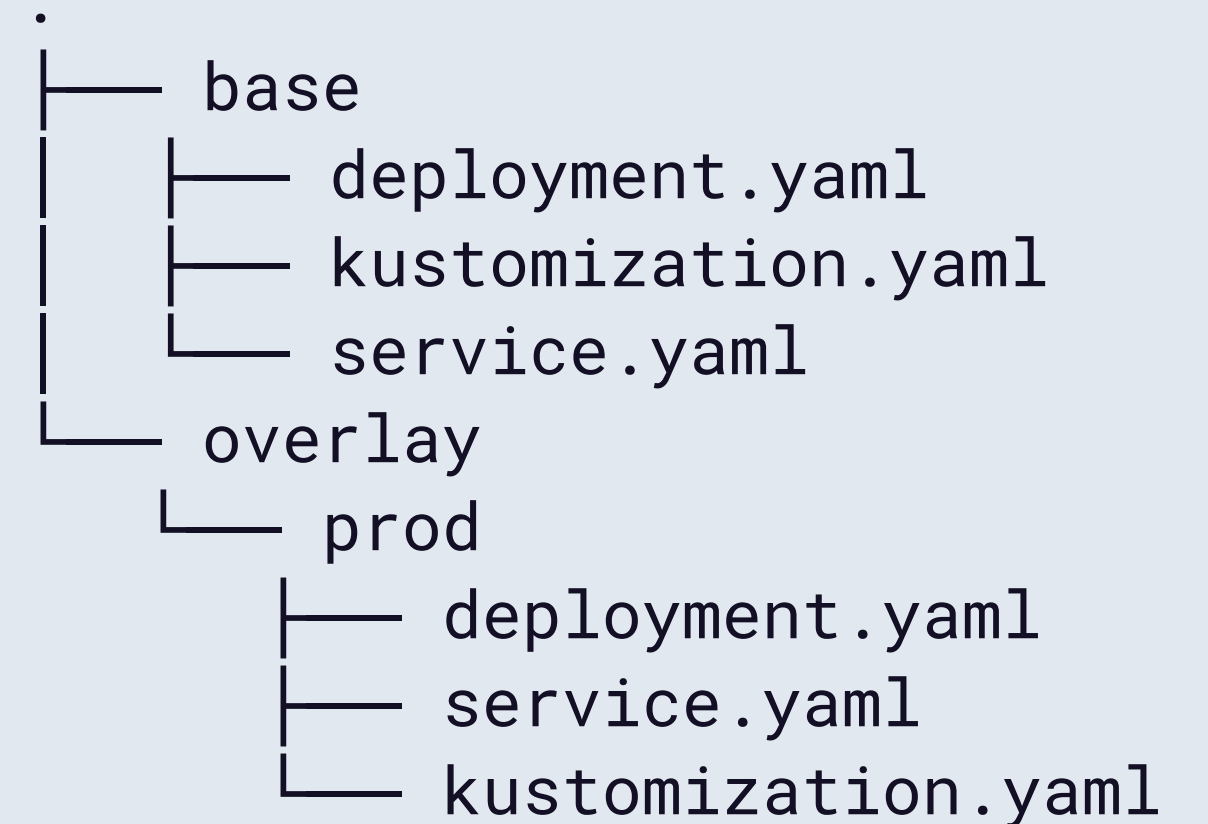 .
├── base
│   ├── deployment.yaml
│   ├── kustomization.yaml
│   └── service.yaml
└── overlay
    └── prod
        ├── deployment.yaml
        ├── service.yaml
        └── kustomization.yaml